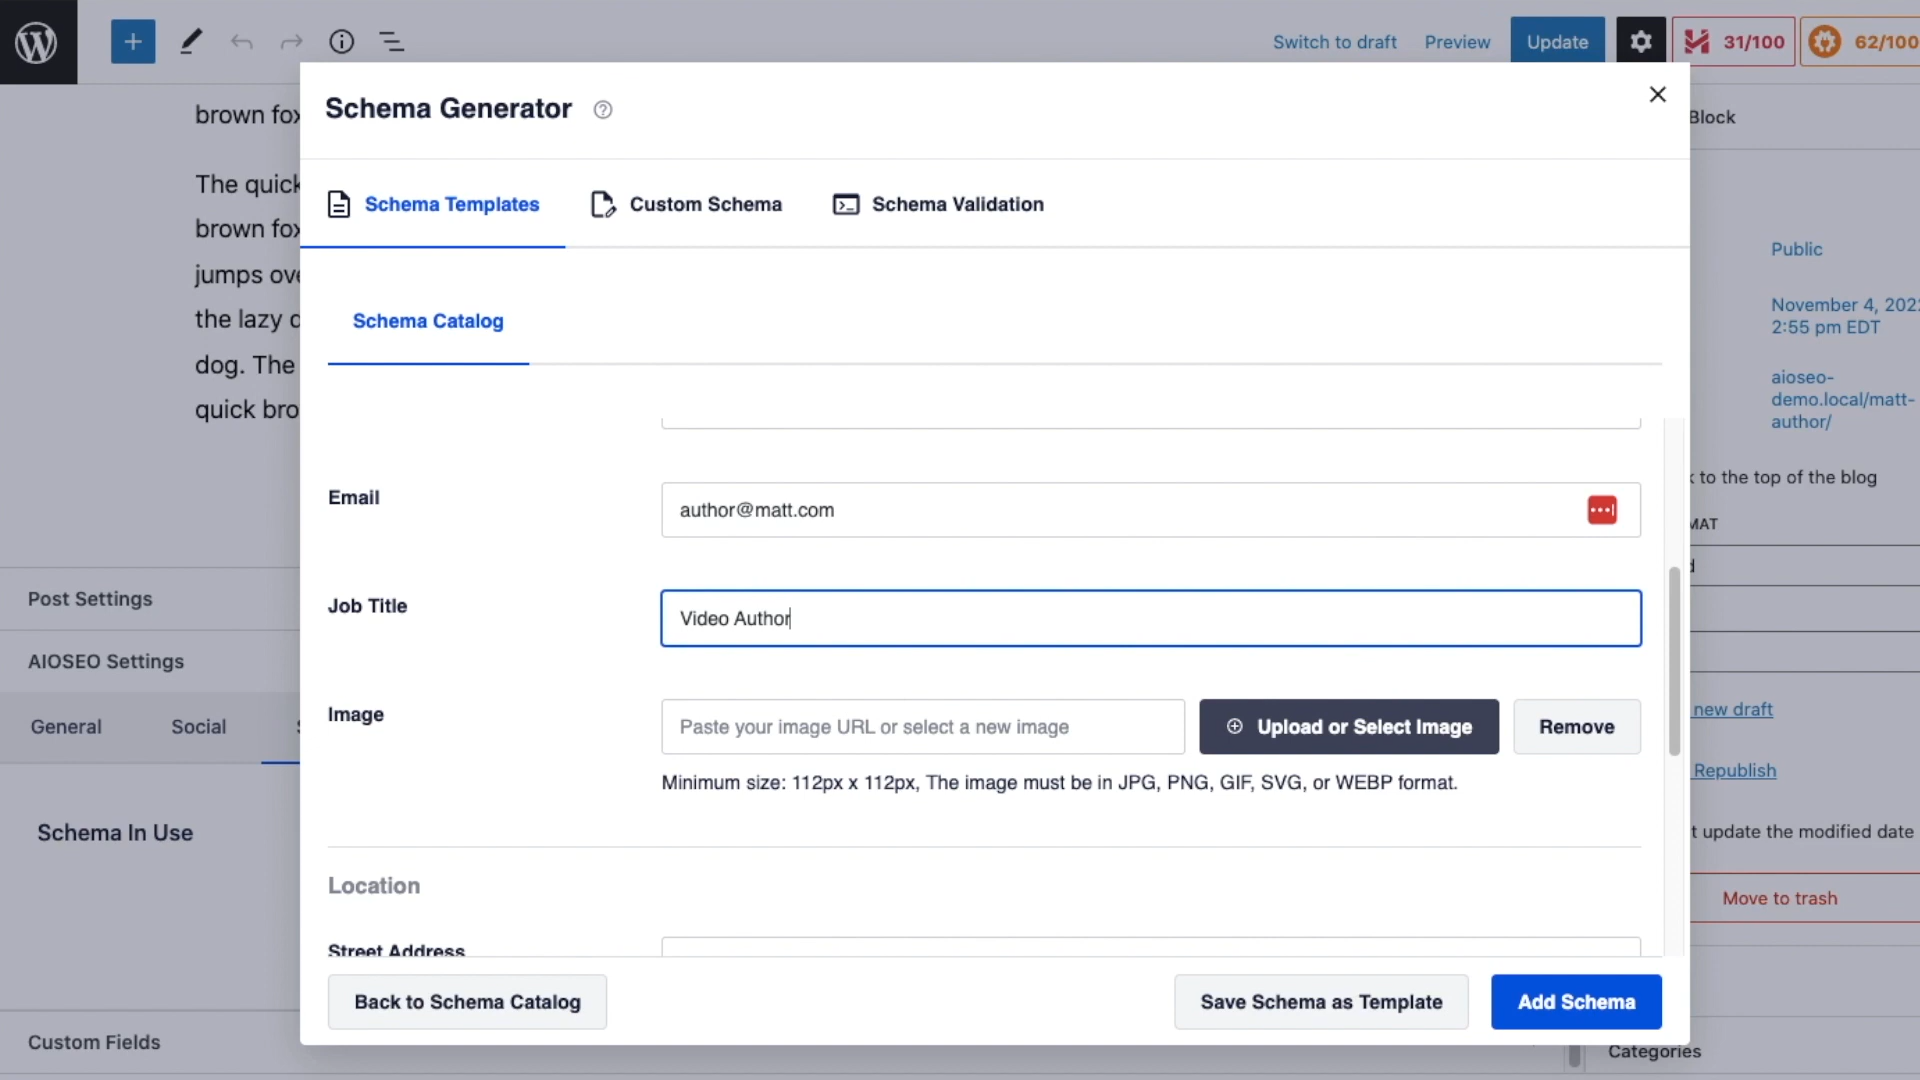 Switch to draft
Preview
Update
31/100
62/100
Schema Generator
Schema Templates
Custom Schema
Schema Validation
Schema Catalog
Email
author@matt.com
Job Title
Video Author
Image
Paste your image URL or select a new image
Upload or Select Image
Remove
Minimum size: 112px x 112px, The image must be in JPG, PNG, GIF, SVG, or WEBP format.
Location
Street Address
Back to Schema Catalog
Save Schema as Template
Add Schema
brown fox
The quick
brown fox
jumps ove
the lazy d
dog. The
quick bro
Post Settings
AIOSEO Settings
General
Social
Schema In Use
Custom Fields
Block
Public
November 4, 202
2:55 pm EDT
aioseo-
demo.local/matt-
author/
to the top of the blog
MAT
new draft
Republish
t update the modified date
Move to trash
Categories